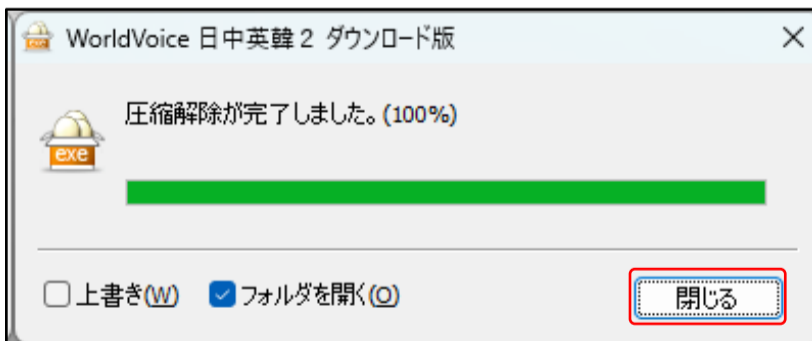 WorldVoice 日中英韓２ ダウンロード版
圧縮解除が完了しました。(100%)
exe
上書き(W) フォルダを開く(O) 閉じる